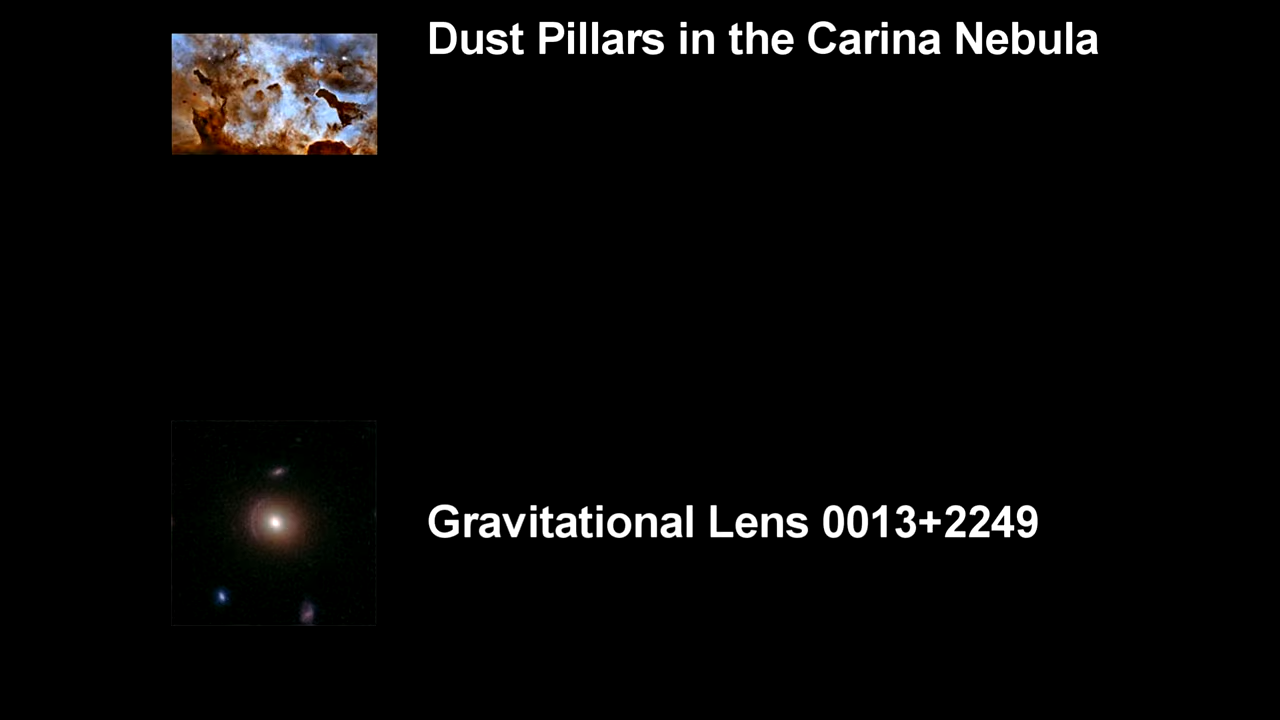 Dust Pillars in the Carina Nebula
Gravitational Lens 0013+2249